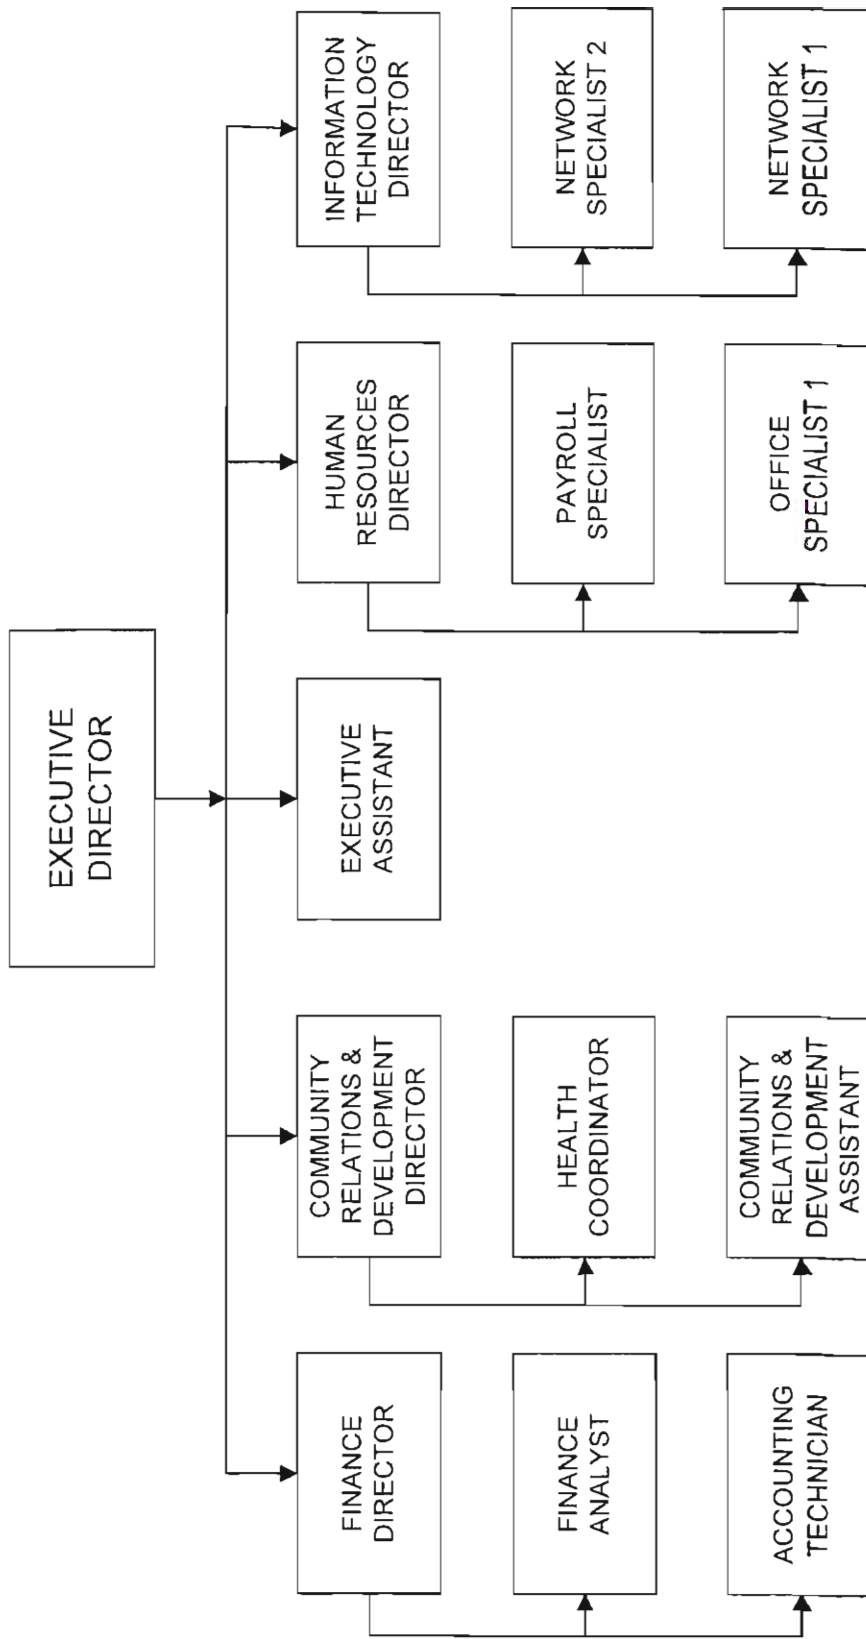 EXECUTIVE
DIRECTOR
FINANCE
DIRECTOR
COMMUNITY
RELATIONS &
DEVELOPMENT
DIRECTOR
EXECUTIVE
ASSISTANT
HUMAN
RESOURCES
DIRECTOR
INFORMATION
TECHNOLOGY
DIRECTOR
FINANCE
ANALYST
HEALTH
COORDINATOR
PAYROLL
SPECIALIST
NETWORK
SPECIALIST 2
ACCOUNTING
TECHNICIAN
COMMUNITY
RELATIONS &
DEVELOPMENT
ASSISTANT
OFFICE
SPECIALIST 1
NETWORK
SPECIALIST 1